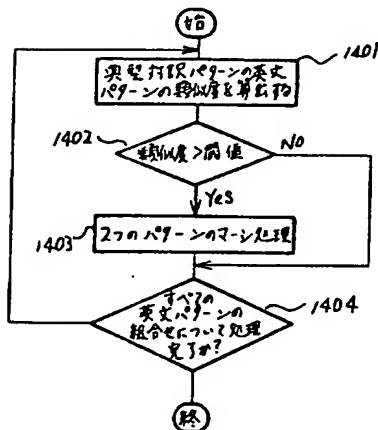 始
1401
典型対訳パターンの英文
パターンの類似度を算出する
1402
類似度>閾値
No
Yes
1403
2つのパターンのマージ処理
すべての
英文パターンの
組合せについて処理
完了か?
1404
終